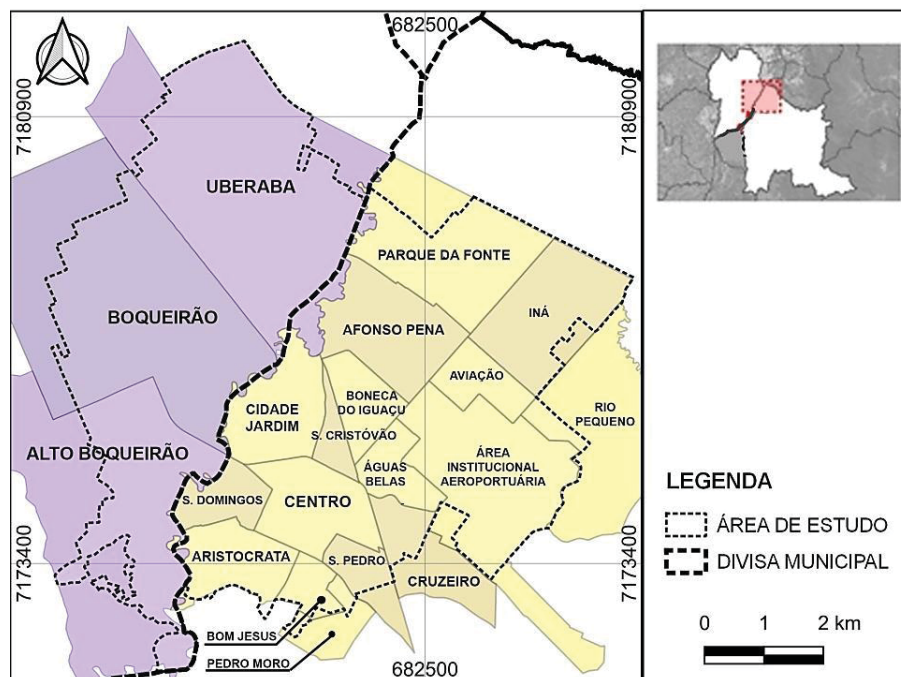 682500
7180900
7180900
UBERABA
PARQUE DA FONTE
BOQUEIRÃO
AFONSO PENA
INÁ
AVIAÇÃO
CIDADE
JARDIM
BONECA
DO IGUAÇU
RIO
PEQUENO
S. CRISTÓVÃO
ALTO BOQUEIRÃO
ÁGUAS
BELAS
ÁREA
INSTITUCIONAL
AEROPORTUÁRIA
S. DOMINGOS
CENTRO
ARISTOCRATA
S. PEDRO
CRUZEIRO
7173400
7173400
BOM JESUS
PEDRO MORO
682500
LEGENDA
ÁREA DE ESTUDO
DIVISA MUNICIPAL
0 1 2 km